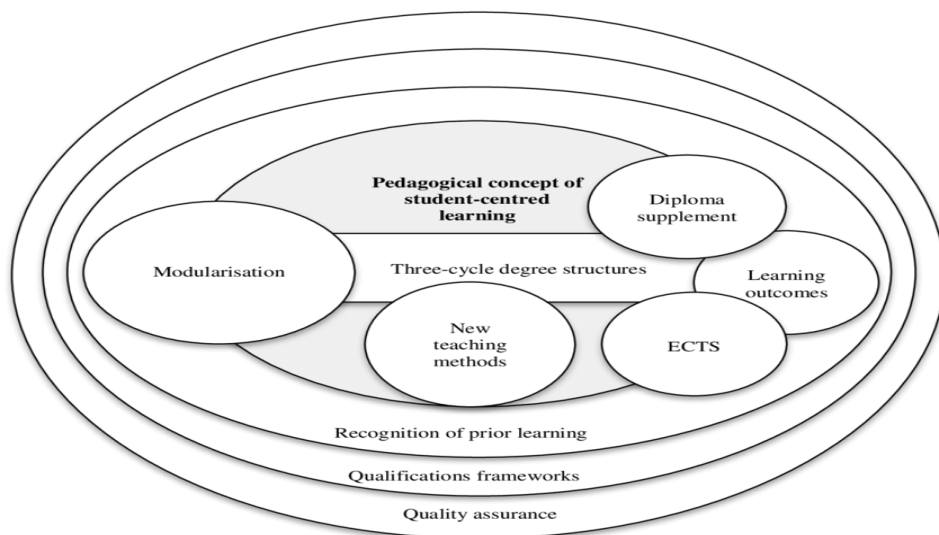 Pedagogical concept of
student-centred
learning
Diploma
supplement
Modularisation
Three-cycle degree structures
Learning
outcomes
New
teaching
methods
ECTS
Recognition of prior learning
Qualifications frameworks
Quality assurance